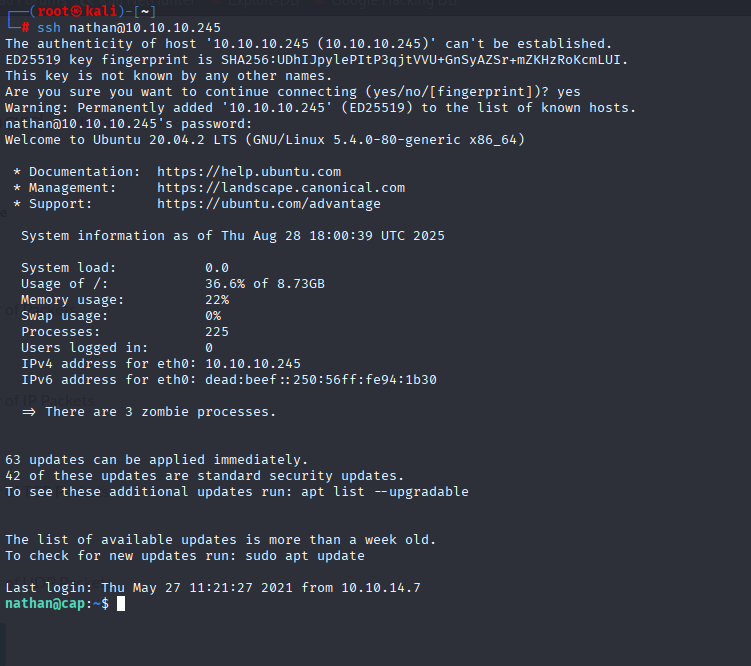 ┌──(root㉿kali)-[~]
└─# ssh nathan@10.10.10.245
The authenticity of host '10.10.10.245 (10.10.10.245)' can't be established.
ED25519 key fingerprint is SHA256:UDhIJpylePItP3qjtVVU+GnSyAZSr+mZKHzRoKcmLUI.
This key is not known by any other names.
Are you sure you want to continue connecting (yes/no/[fingerprint])? yes
Warning: Permanently added '10.10.10.245' (ED25519) to the list of known hosts.
nathan@10.10.10.245's password:
Welcome to Ubuntu 20.04.2 LTS (GNU/Linux 5.4.0-80-generic x86_64)
* Documentation:  https://help.ubuntu.com
* Management:     https://landscape.canonical.com
* Support:        https://ubuntu.com/advantage
System information as of Thu Aug 28 18:00:39 UTC 2025
System load:           0.0
Usage of /:            36.6% of 8.73GB
Memory usage:          22%
Swap usage:            0%
Processes:             225
Users logged in:       0
IPv4 address for eth0: 10.10.10.245
IPv6 address for eth0: dead:beef::250:56ff:fe94:1b30
=> There are 3 zombie processes.
63 updates can be applied immediately.
42 of these updates are standard security updates.
To see these additional updates run: apt list --upgradable
The list of available updates is more than a week old.
To check for new updates run: sudo apt update
Last login: Thu May 27 11:21:27 2021 from 10.10.14.7
nathan@cap:~$